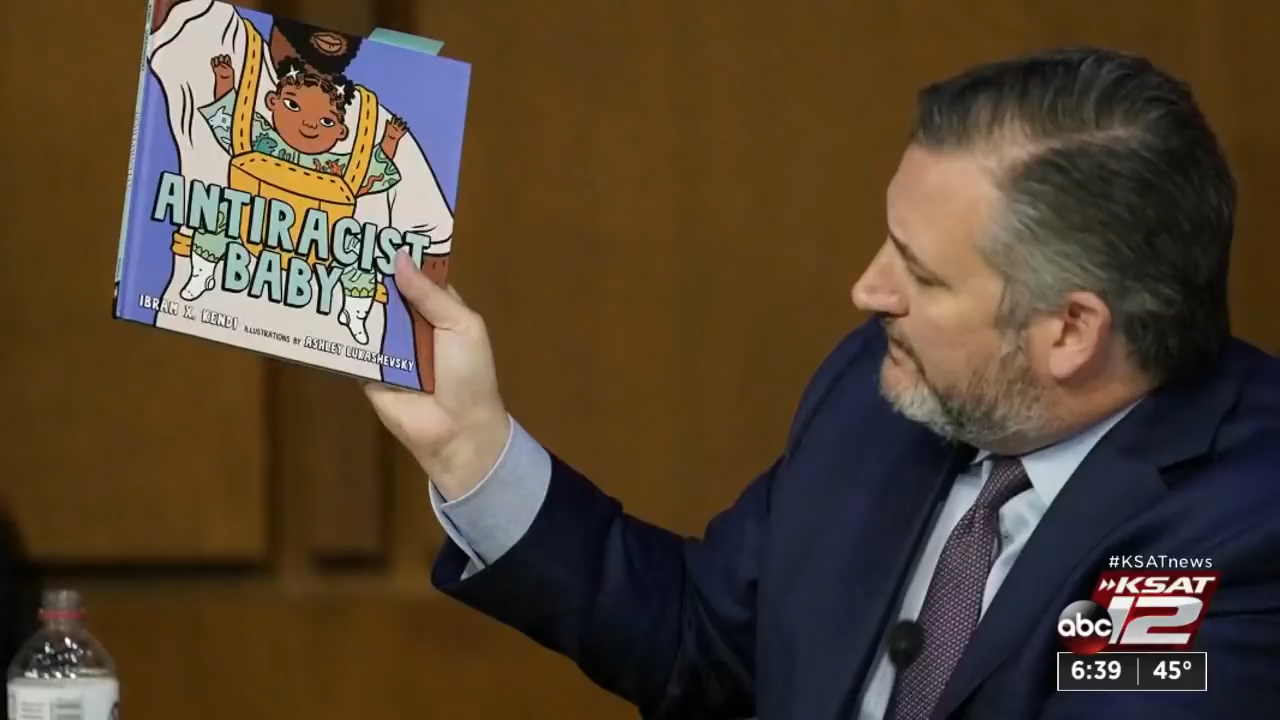 ANTIRACIST
BABY
IBRAM X. KENDI ILLUSTRATIONS BY ASHLEY LUKASHEVSKY
#KSATnews
KSAT
abc 12
6:39 45°